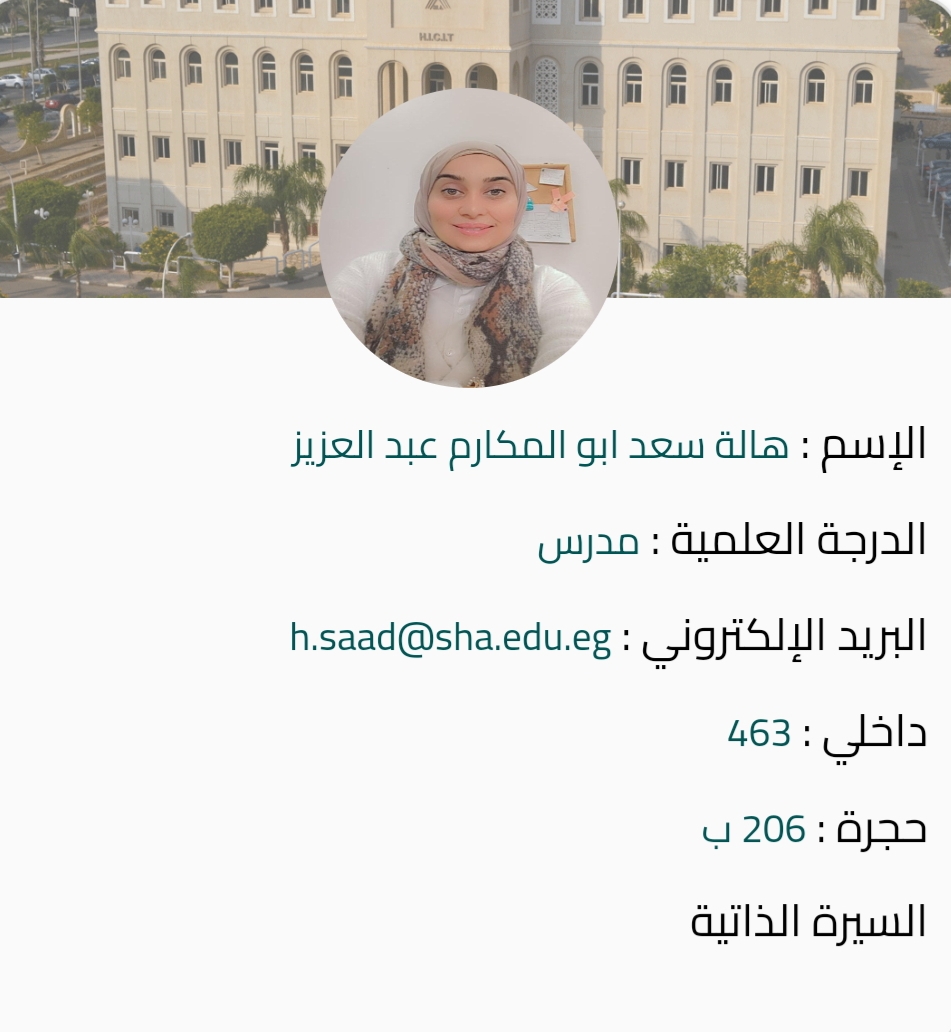 H.I.C.I.T
الإسم : هالة سعد ابو المكارم عبد العزيز
الدرجة العلمية : مدرس
البريد الإلكتروني : h.saad@sha.edu.eg
داخلي : 463
حجرة : 206 ب
السيرة الذاتية